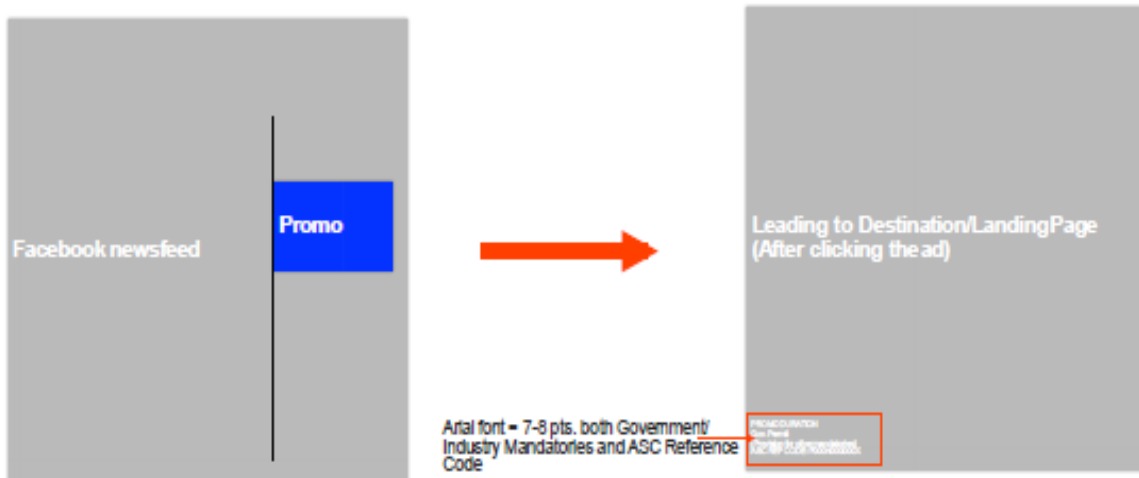 Facebook newsfeed
Promo
Leading to Destination/LandingPage
(After clicking the ad)
Arial font = 7-8 pts. both Government/
Industry Mandatories and ASC Reference
Code
PROMO DURATION